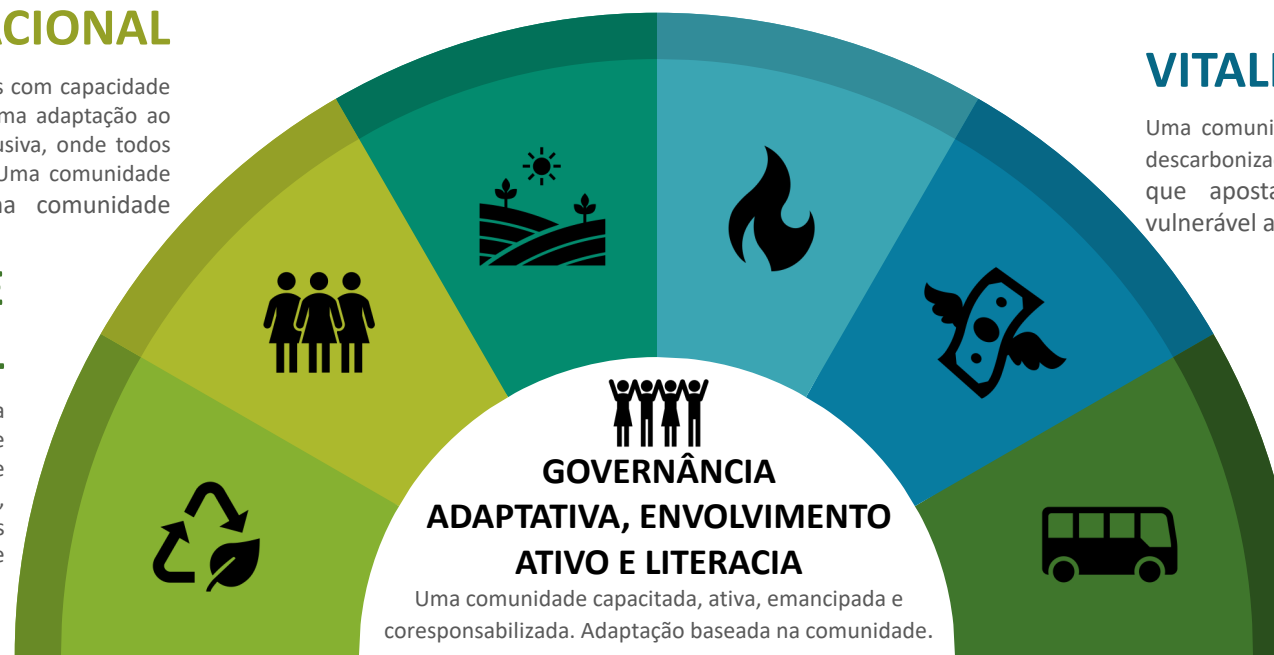 ACIONAL
s com capacidade
ma adaptação ao
usiva, onde todos
Uma comunidade
na comunidade
E
a
e
e
,
s
e
GOVERNÂNCIA
ADAPTATIVA, ENVOLVIMENTO
ATIVO E LITERACIA
Uma comunidade capacitada, ativa, emancipada e
coresponsabilizada. Adaptação baseada na comunidade.
VITALI
Uma comuni
descarboniza
que aposta
vulnerável a